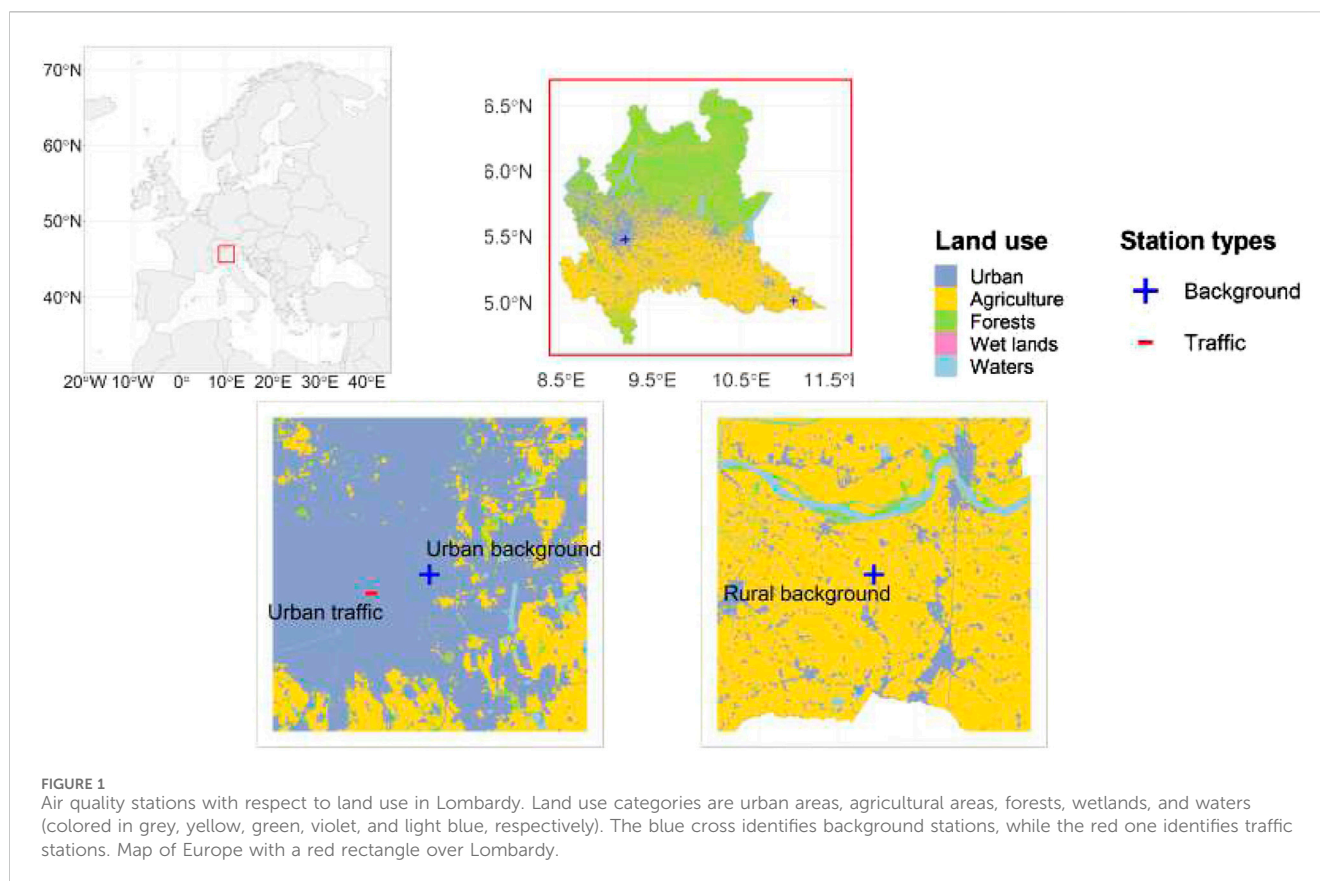 70°N
60°N
50°N
40°N
20°W 10°W 0° 10°E 20°E 30°E 40°E
6.5°N
6.0°N
5.5°N
5.0°N
8.5°E 9.5°E 10.5°E 11.5°
Land use
Urban
Agriculture
Forests
Wet lands
Waters
Station types
Background
Traffic
Urban background
Urban traffic
Rural background
FIGURE 1
Air quality stations with respect to land use in Lombardy. Land use categories are urban areas, agricultural areas, forests, wetlands, and waters
(colored in grey, yellow, green, violet, and light blue, respectively). The blue cross identifies background stations, while the red one identifies traffic
stations. Map of Europe with a red rectangle over Lombardy.